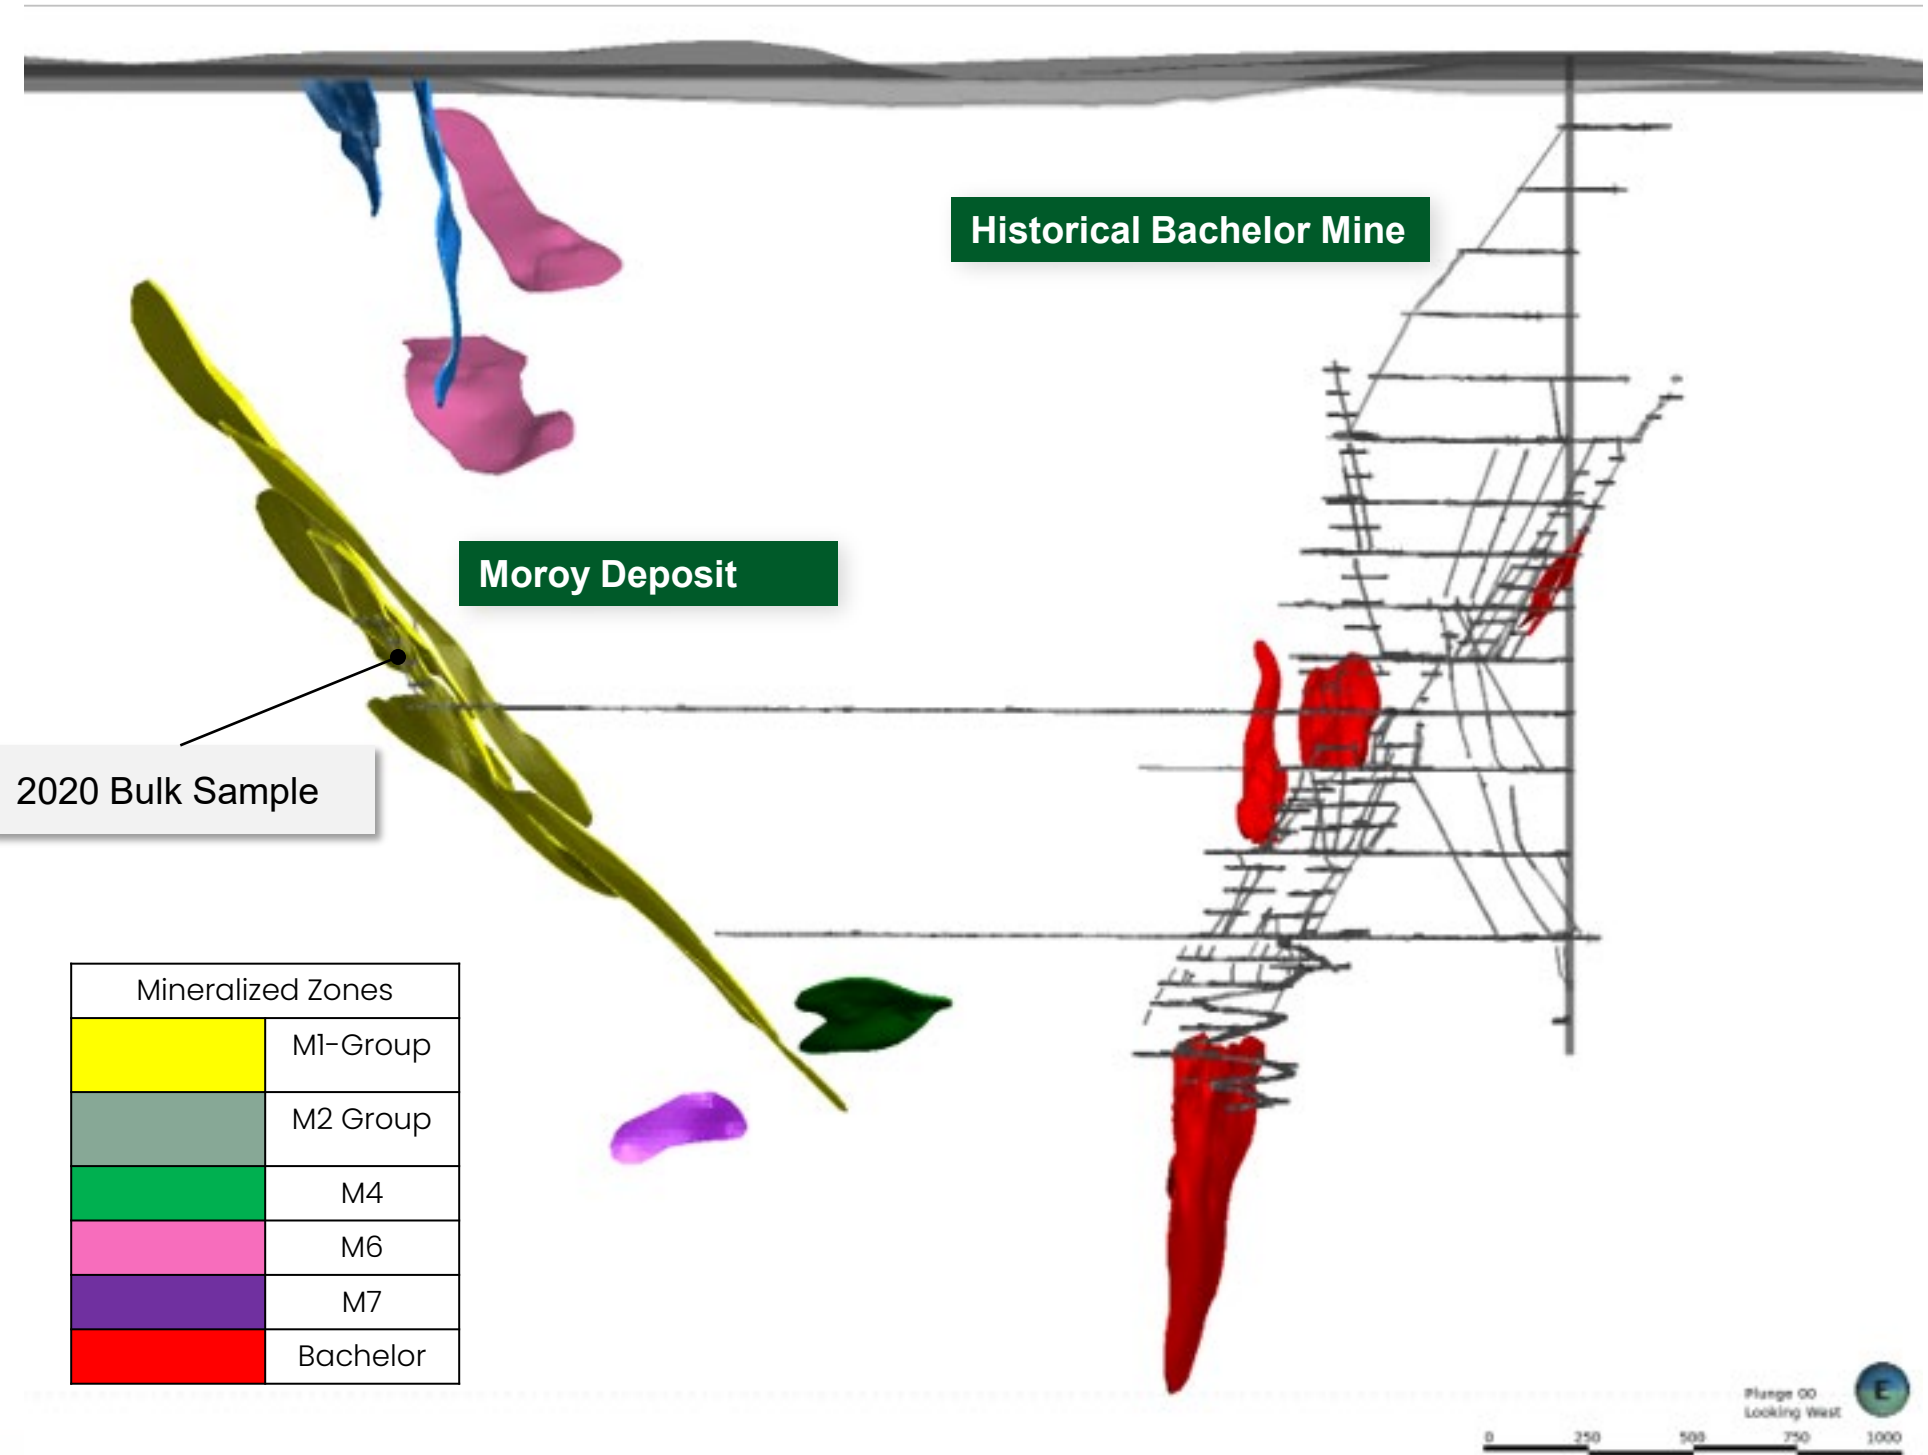 Historical Bachelor Mine
Moroy Deposit
2020 Bulk Sample
Mineralized Zones
M1-Group
M2 Group
M4
M6
M7
Bachelor
Plunge 00
Looking West
E
0 250 500 750 1000